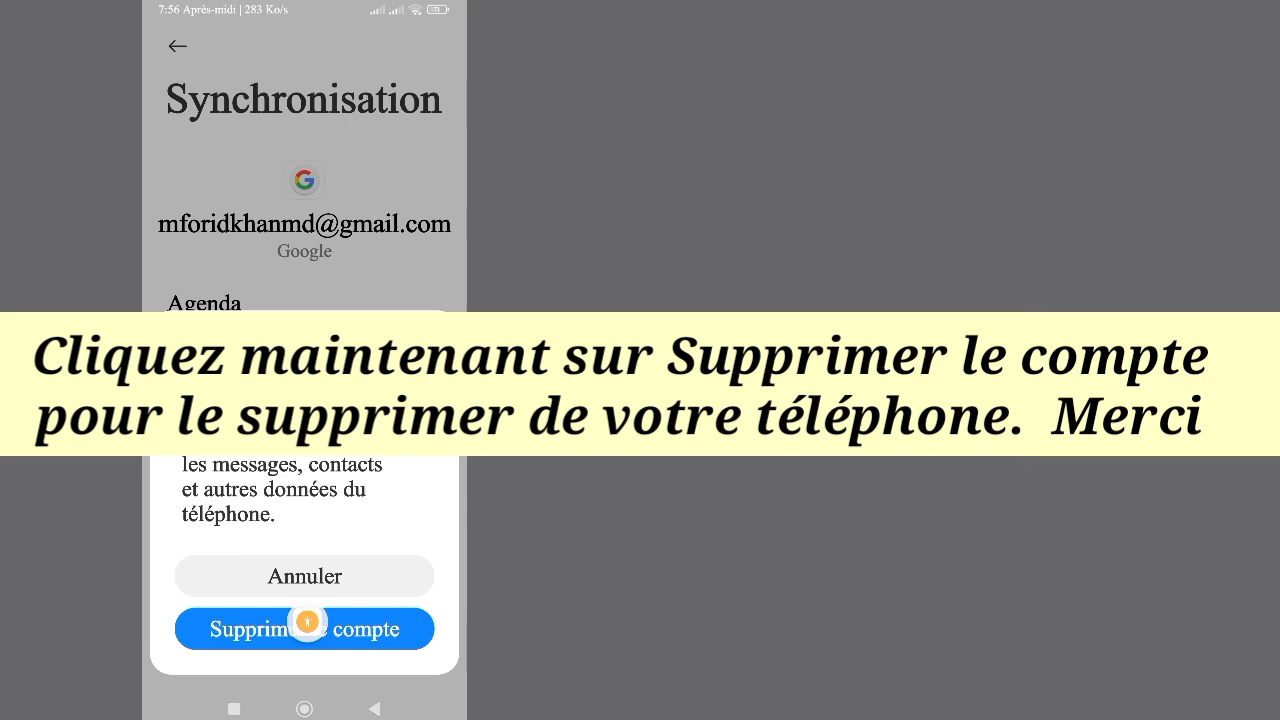 7:56 Après-midi | 283 Ko/s
Synchronisation
mforidkhanmd@gmail.com
Google
Agenda
Cliquez maintenant sur Supprimer le compte
pour le supprimer de votre téléphone. Merci
les messages, contacts
et autres données du
téléphone.
Annuler
Supprim compte